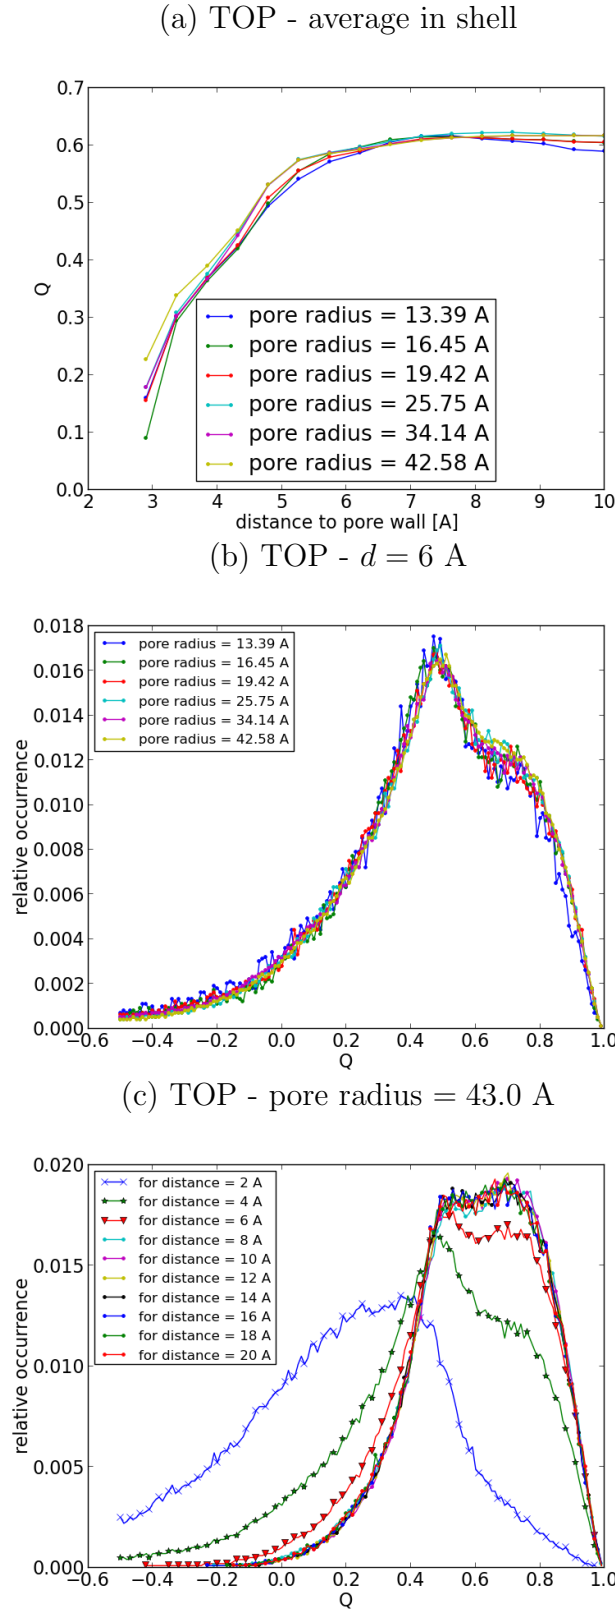 (a) TOP - average in shell
0.7
0.6
0.5
0.4
0.3
0.2
0.1
0.0
Q
pore radius = 13.39 A
pore radius = 16.45 A
pore radius = 19.42 A
pore radius = 25.75 A
pore radius = 34.14 A
pore radius = 42.58 A
2 3 4 5 6 7 8 9 10
distance to pore wall [A]
(b) TOP - d = 6 A
0.018
0.016
0.014
0.012
0.010
0.008
0.006
0.004
0.002
0.000
relative occurrence
pore radius = 13.39 A
pore radius = 16.45 A
pore radius = 19.42 A
pore radius = 25.75 A
pore radius = 34.14 A
pore radius = 42.58 A
−0.6 −0.4 −0.2 0.0 0.2 0.4 0.6 0.8 1.0
Q
(c) TOP - pore radius = 43.0 A
0.020
0.015
0.010
0.005
0.000
relative occurrence
for distance = 2 A
for distance = 4 A
for distance = 6 A
for distance = 8 A
for distance = 10 A
for distance = 12 A
for distance = 14 A
for distance = 16 A
for distance = 18 A
for distance = 20 A
−0.6 −0.4 −0.2 0.0 0.2 0.4 0.6 0.8 1.0
Q